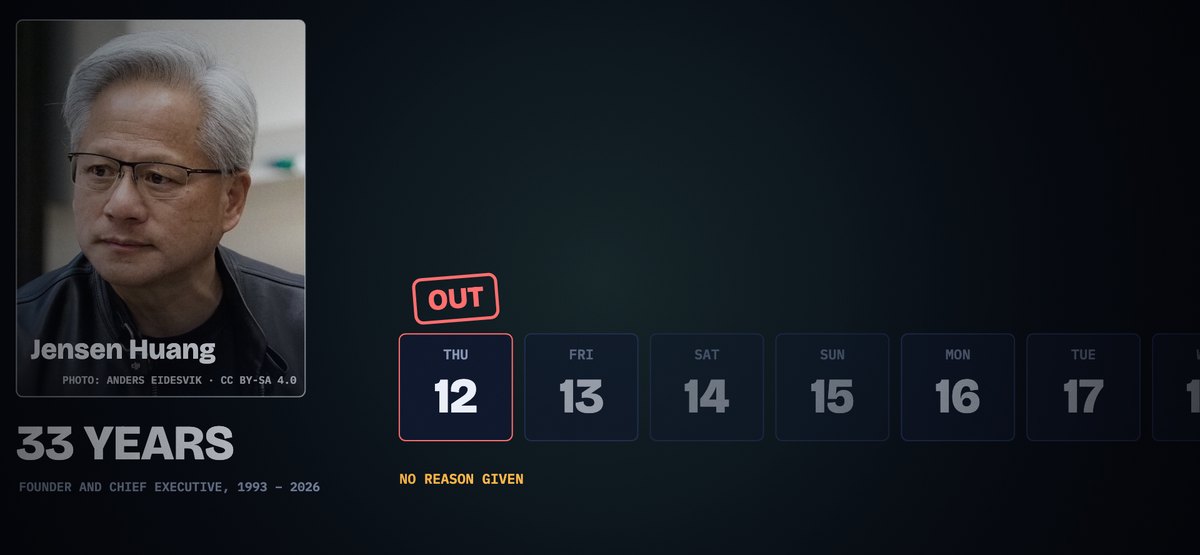 Jensen Huang
PHOTO: ANDERS EIDESVIK · CC BY-SA 4.0
33 YEARS
FOUNDER AND CHIEF EXECUTIVE, 1993 – 2026
OUT
THU
12
FRI
13
SAT
14
SUN
15
MON
16
TUE
17
NO REASON GIVEN